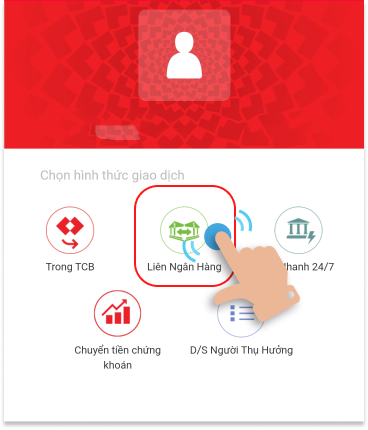 Chọn hình thức giao dịch
Trong TCB
Liên Ngân Hàng
hanh 24/7
Chuyển tiền chứng
khoán
D/S Người Thụ Hưởng